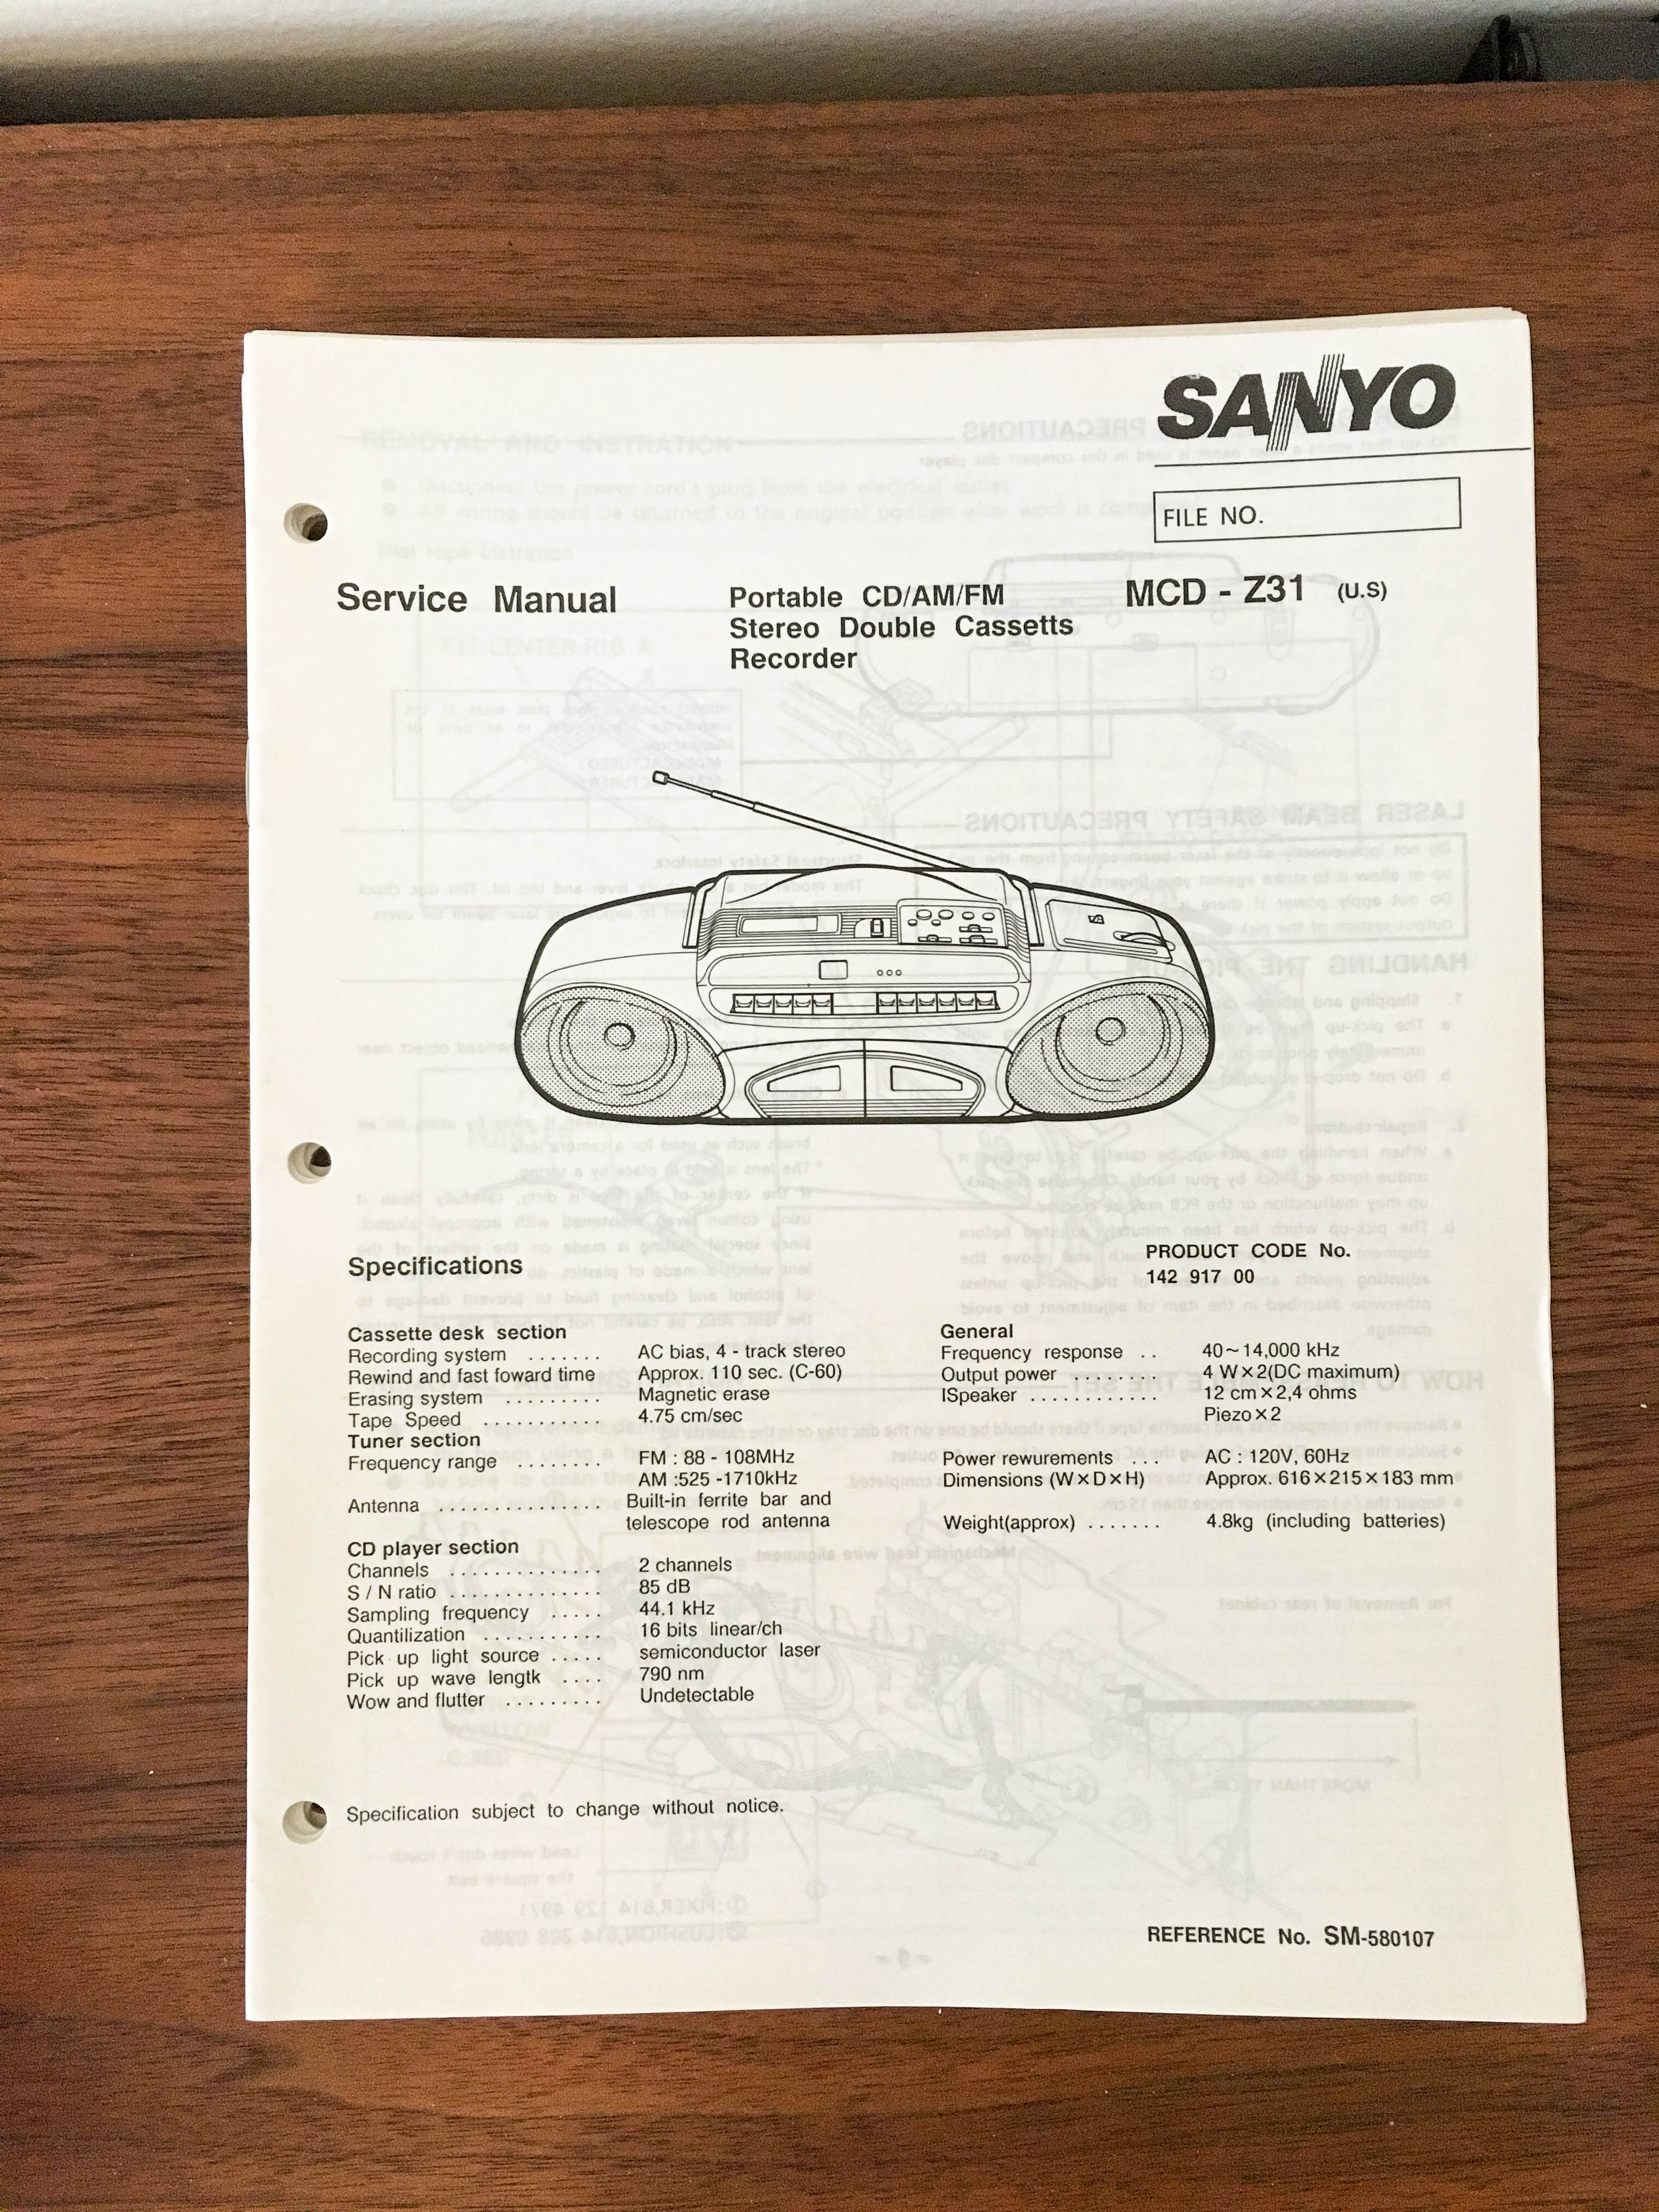 SANYO
FILE NO.
Service Manual
Portable CD/AM/FM
Stereo Double Cassetts
Recorder
MCD - Z31 (U.S)
Specifications
PRODUCT CODE No.
142 917 00
Cassette desk section
Recording system ....... AC bias, 4 - track stereo
Rewind and fast foward time Approx. 110 sec. (C-60)
Erasing system ......... Magnetic erase
Tape Speed ........... 4.75 cm/sec
Tuner section
Frequency range ........ FM : 88 - 108MHz
AM :525 -1710kHz
Antenna ............... Built-in ferrite bar and
telescope rod antenna
CD player section
Channels .............. 2 channels
S / N ratio .............. 85 dB
Sampling frequency ..... 44.1 kHz
Quantilization ........... 16 bits linear/ch
Pick up light source ..... semiconductor laser
Pick up wave lengtk .... 790 nm
Wow and flutter ......... Undetectable
General
Frequency response .. 40~14,000 kHz
Output power ........ 4 W×2(DC maximum)
ISpeaker ............ 12 cm×2,4 ohms
Piezo×2
Power rewurements ... AC : 120V, 60Hz
Dimensions (W×D×H) Approx. 616×215×183 mm
Weight(approx) ....... 4.8kg (including batteries)
Specification subject to change without notice.
REFERENCE No. SM-580107